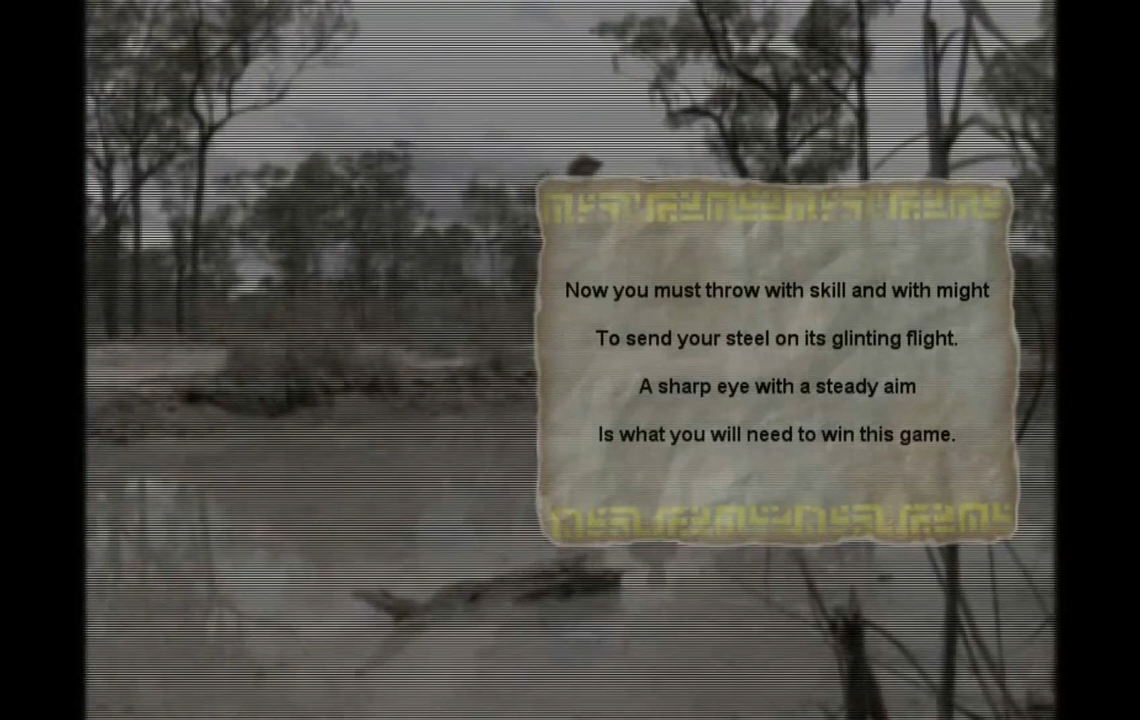 Now you must throw with skill and with might
To send your steel on its glinting flight.
A sharp eye with a steady aim
Is what you will need to win this game.